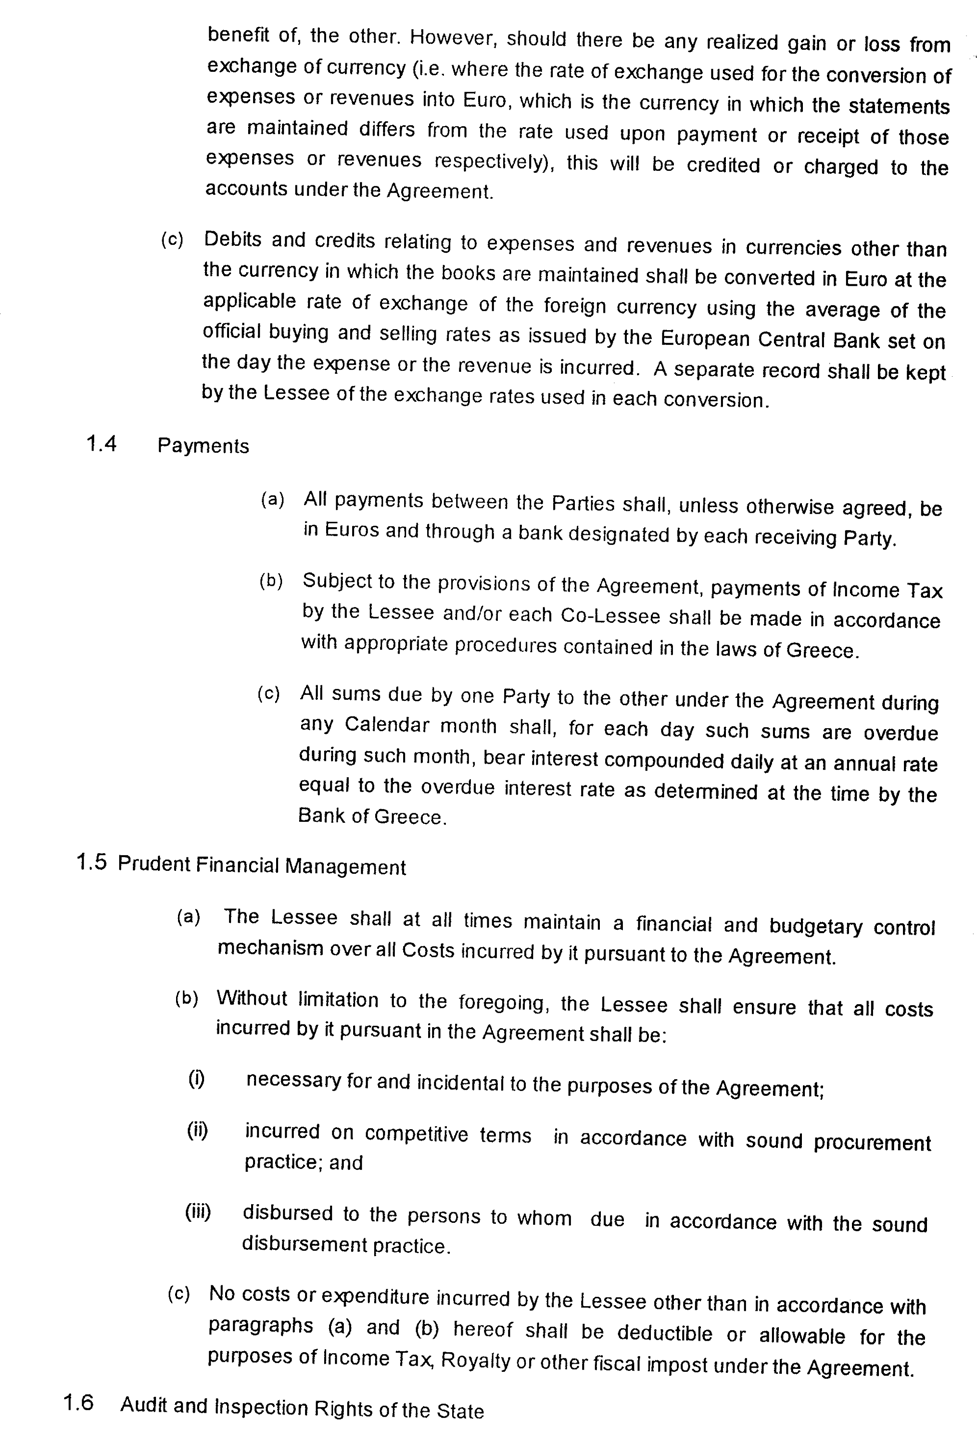 benefit of, the other. However, should there be any realized gain or loss from
exchange of currency (i.e. where the rate of exchange used for the conversion of
expenses or revenues into Euro, which is the currency in which the statements
are maintained differs from the rate used upon payment or receipt of those
expenses or revenues respectively), this will be credited or charged to the
accounts under the Agreement.
(c) Debits and credits relating to expenses and revenues in currencies other than
the currency in which the books are maintained shall be converted in Euro at the
applicable rate of exchange of the foreign currency using the average of the
official buying and selling rates as issued by the European Central Bank set on
the day the expense or the revenue is incurred. A separate record shall be kept
by the Lessee of the exchange rates used in each conversion.
1.4 Payments
(a) All payments between the Parties shall, unless otherwise agreed, be
in Euros and through a bank designated by each receiving Party.
(b) Subject to the provisions of the Agreement, payments of Income Tax
by the Lessee and/or each Co-Lessee shall be made in accordance
with appropriate procedures contained in the laws of Greece.
(c) All sums due by one Party to the other under the Agreement during
any Calendar month shall, for each day such sums are overdue
during such month, bear interest compounded daily at an annual rate
equal to the overdue interest rate as determined at the time by the
Bank of Greece.
1.5 Prudent Financial Management
(a) The Lessee shall at all times maintain a financial and budgetary control
mechanism over all Costs incurred by it pursuant to the Agreement.
(b) Without limitation to the foregoing, the Lessee shall ensure that all costs
incurred by it pursuant in the Agreement shall be:
(i) necessary for and incidental to the purposes of the Agreement;
(ii) incurred on competitive terms in accordance with sound procurement
practice; and
(iii) disbursed to the persons to whom due in accordance with the sound
disbursement practice.
(c) No costs or expenditure incurred by the Lessee other than in accordance with
paragraphs (a) and (b) hereof shall be deductible or allowable for the
purposes of Income Tax, Royalty or other fiscal impost under the Agreement.
1.6 Audit and Inspection Rights of the State